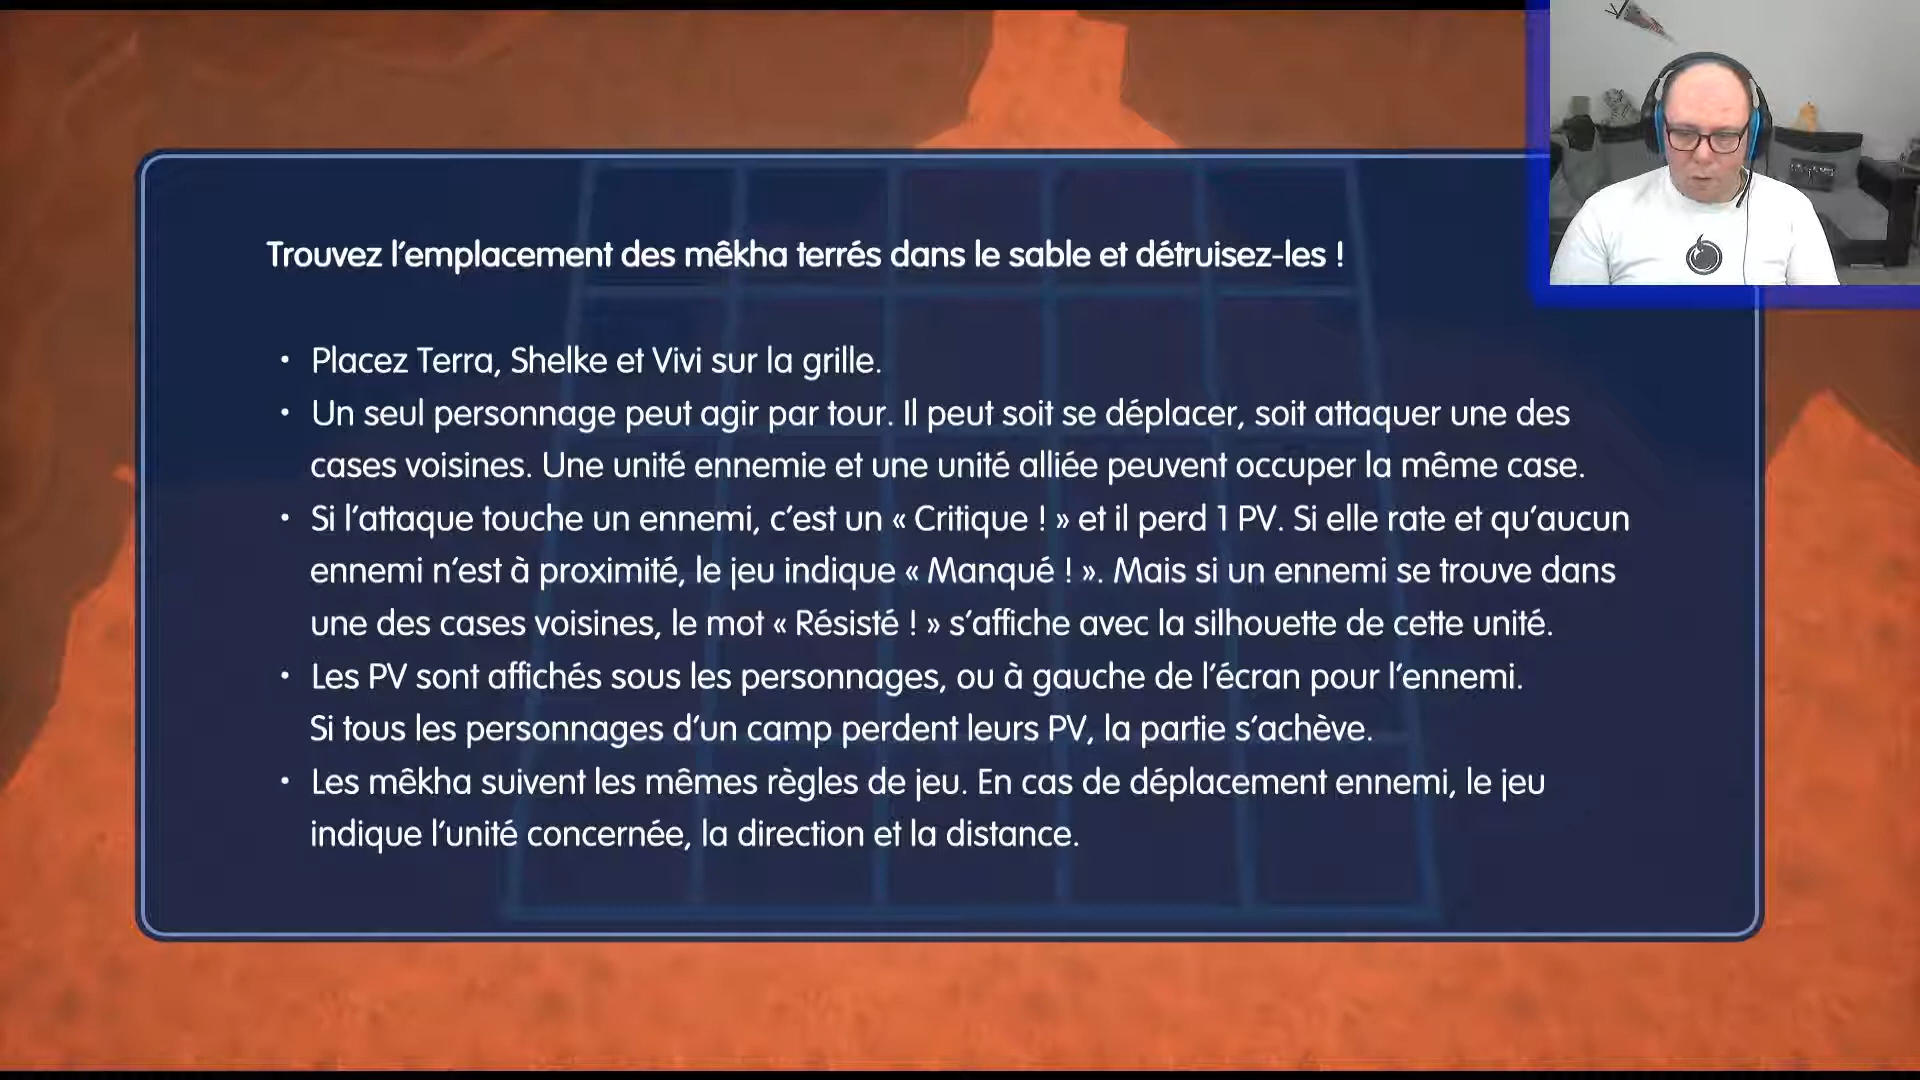 Trouvez l'emplacement des mêkha terrés dans le sable et détruisez-les !
• Placez Terra, Shelke et Vivi sur la grille.
• Un seul personnage peut agir par tour. Il peut soit se déplacer, soit attaquer une des
cases voisines. Une unité ennemie et une unité alliée peuvent occuper la même case.
• Si l'attaque touche un ennemi, c'est un « Critique ! » et il perd 1 PV. Si elle rate et qu'aucun
ennemi n'est à proximité, le jeu indique « Manqué ! ». Mais si un ennemi se trouve dans
une des cases voisines, le mot « Résisté ! » s'affiche avec la silhouette de cette unité.
• Les PV sont affichés sous les personnages, ou à gauche de l'écran pour l'ennemi.
Si tous les personnages d'un camp perdent leurs PV, la partie s'achève.
• Les mêkha suivent les mêmes règles de jeu. En cas de déplacement ennemi, le jeu
indique l'unité concernée, la direction et la distance.